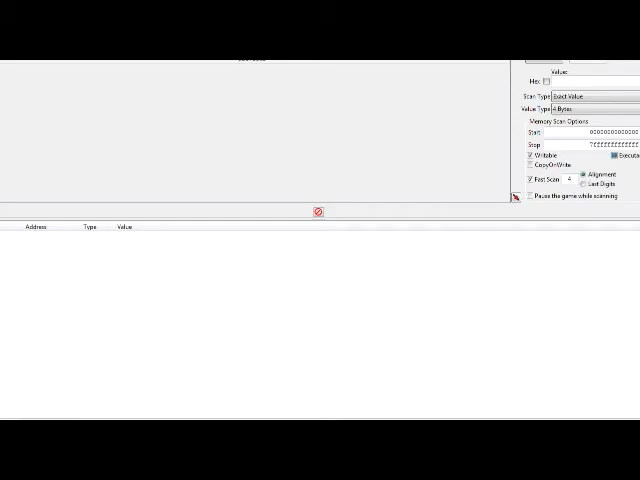 Value:
Hex
Scan Type Exact Value
Value Type 4 Bytes
Memory Scan Options
Start 0000000000000
Stop 7fffffffffffff
Writable Executa
CopyOnWrite
Fast Scan 4 Alignment
Last Digits
Pause the game while scanning
Address Type Value